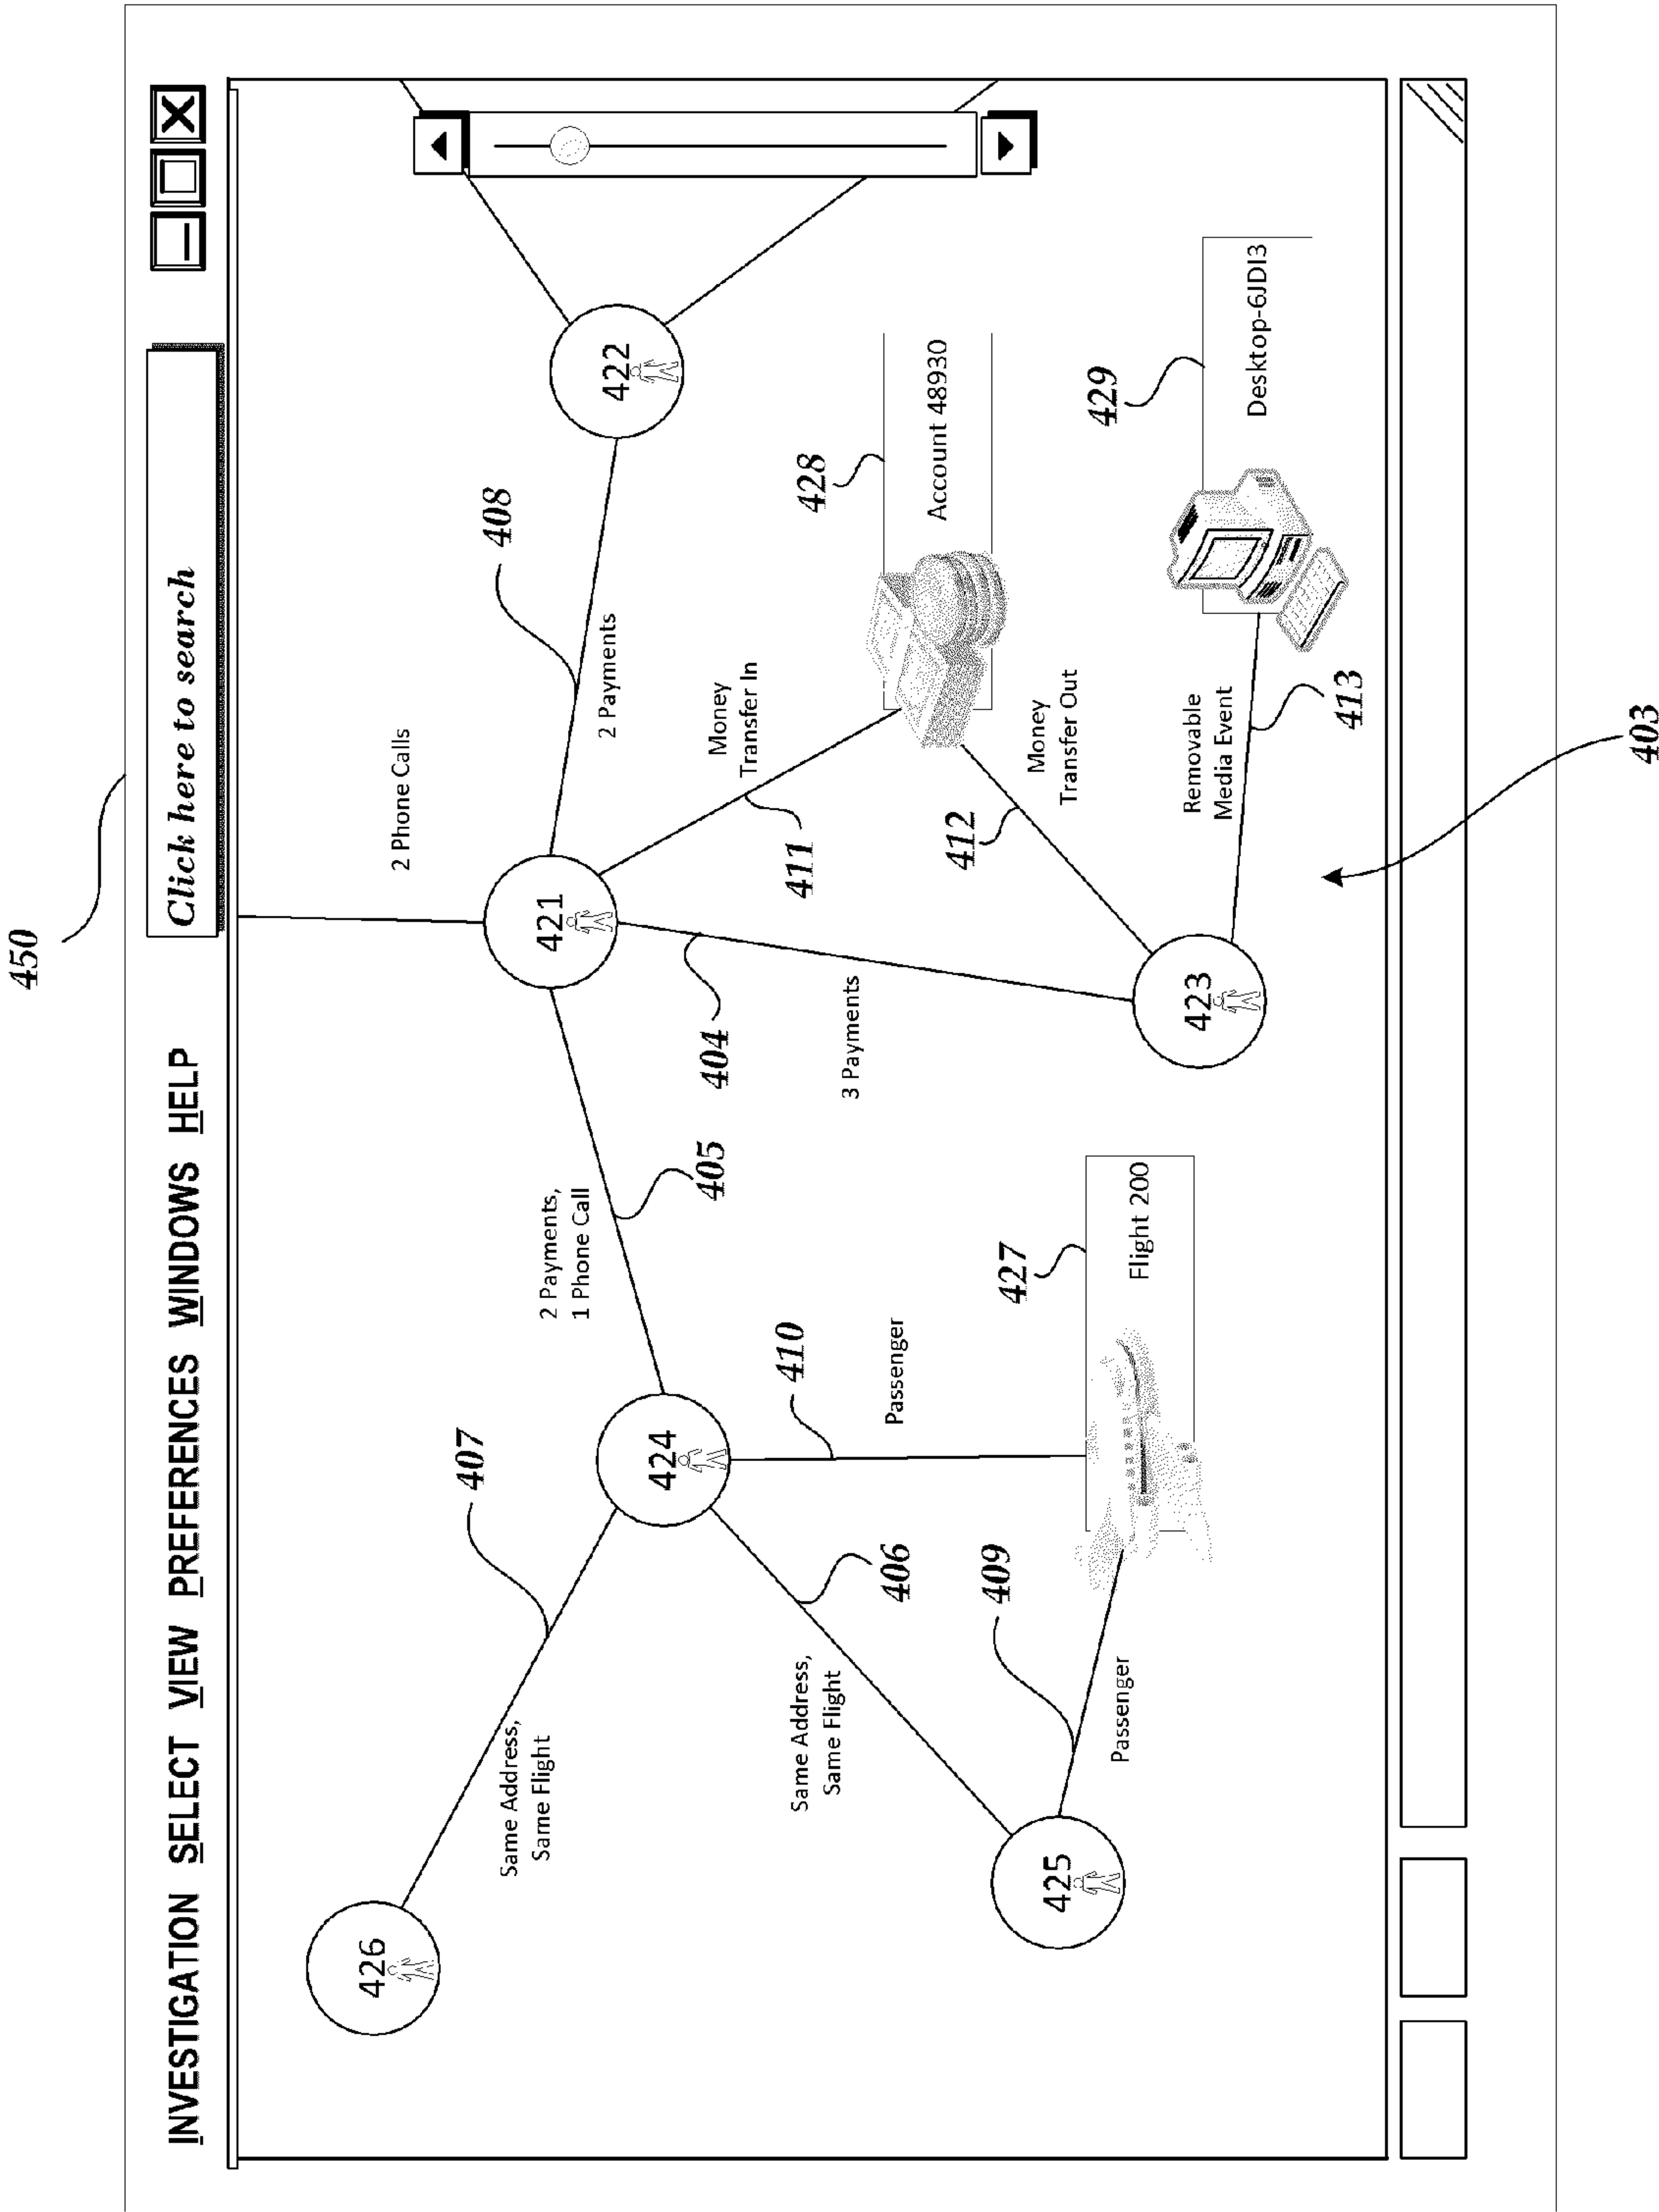 450
INVESTIGATION SELECT VIEW PREFERENCES WINDOWS HELP
Click here to search
2 Phone Calls
426
407
Same Address,
Same Flight
424
2 Payments,
1 Phone Call
405
421
408
2 Payments
422
404
3 Payments
Money
Transfer In
411
428
Account 48930
412
Money
Transfer Out
410
Passenger
406
Same Address,
Same Flight
409
Passenger
425
427
Flight 200
423
Removable
Media Event
413
429
Desktop-6JDI3
403